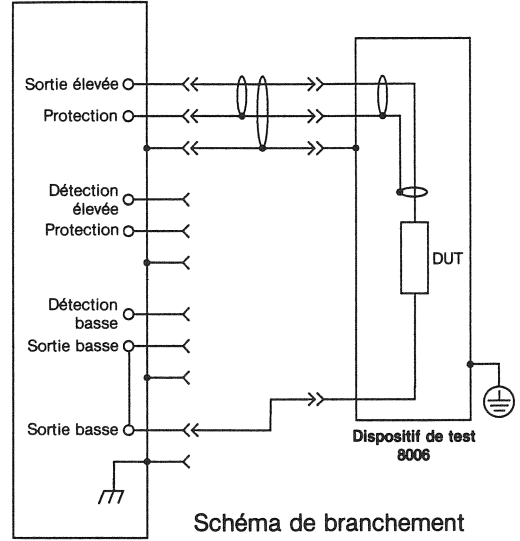 Sortie élevée
Protection
Détection
élevée
Protection
DUT
Détection
basse
Sortie basse
Sortie basse
Dispositif de test
8006
Schéma de branchement